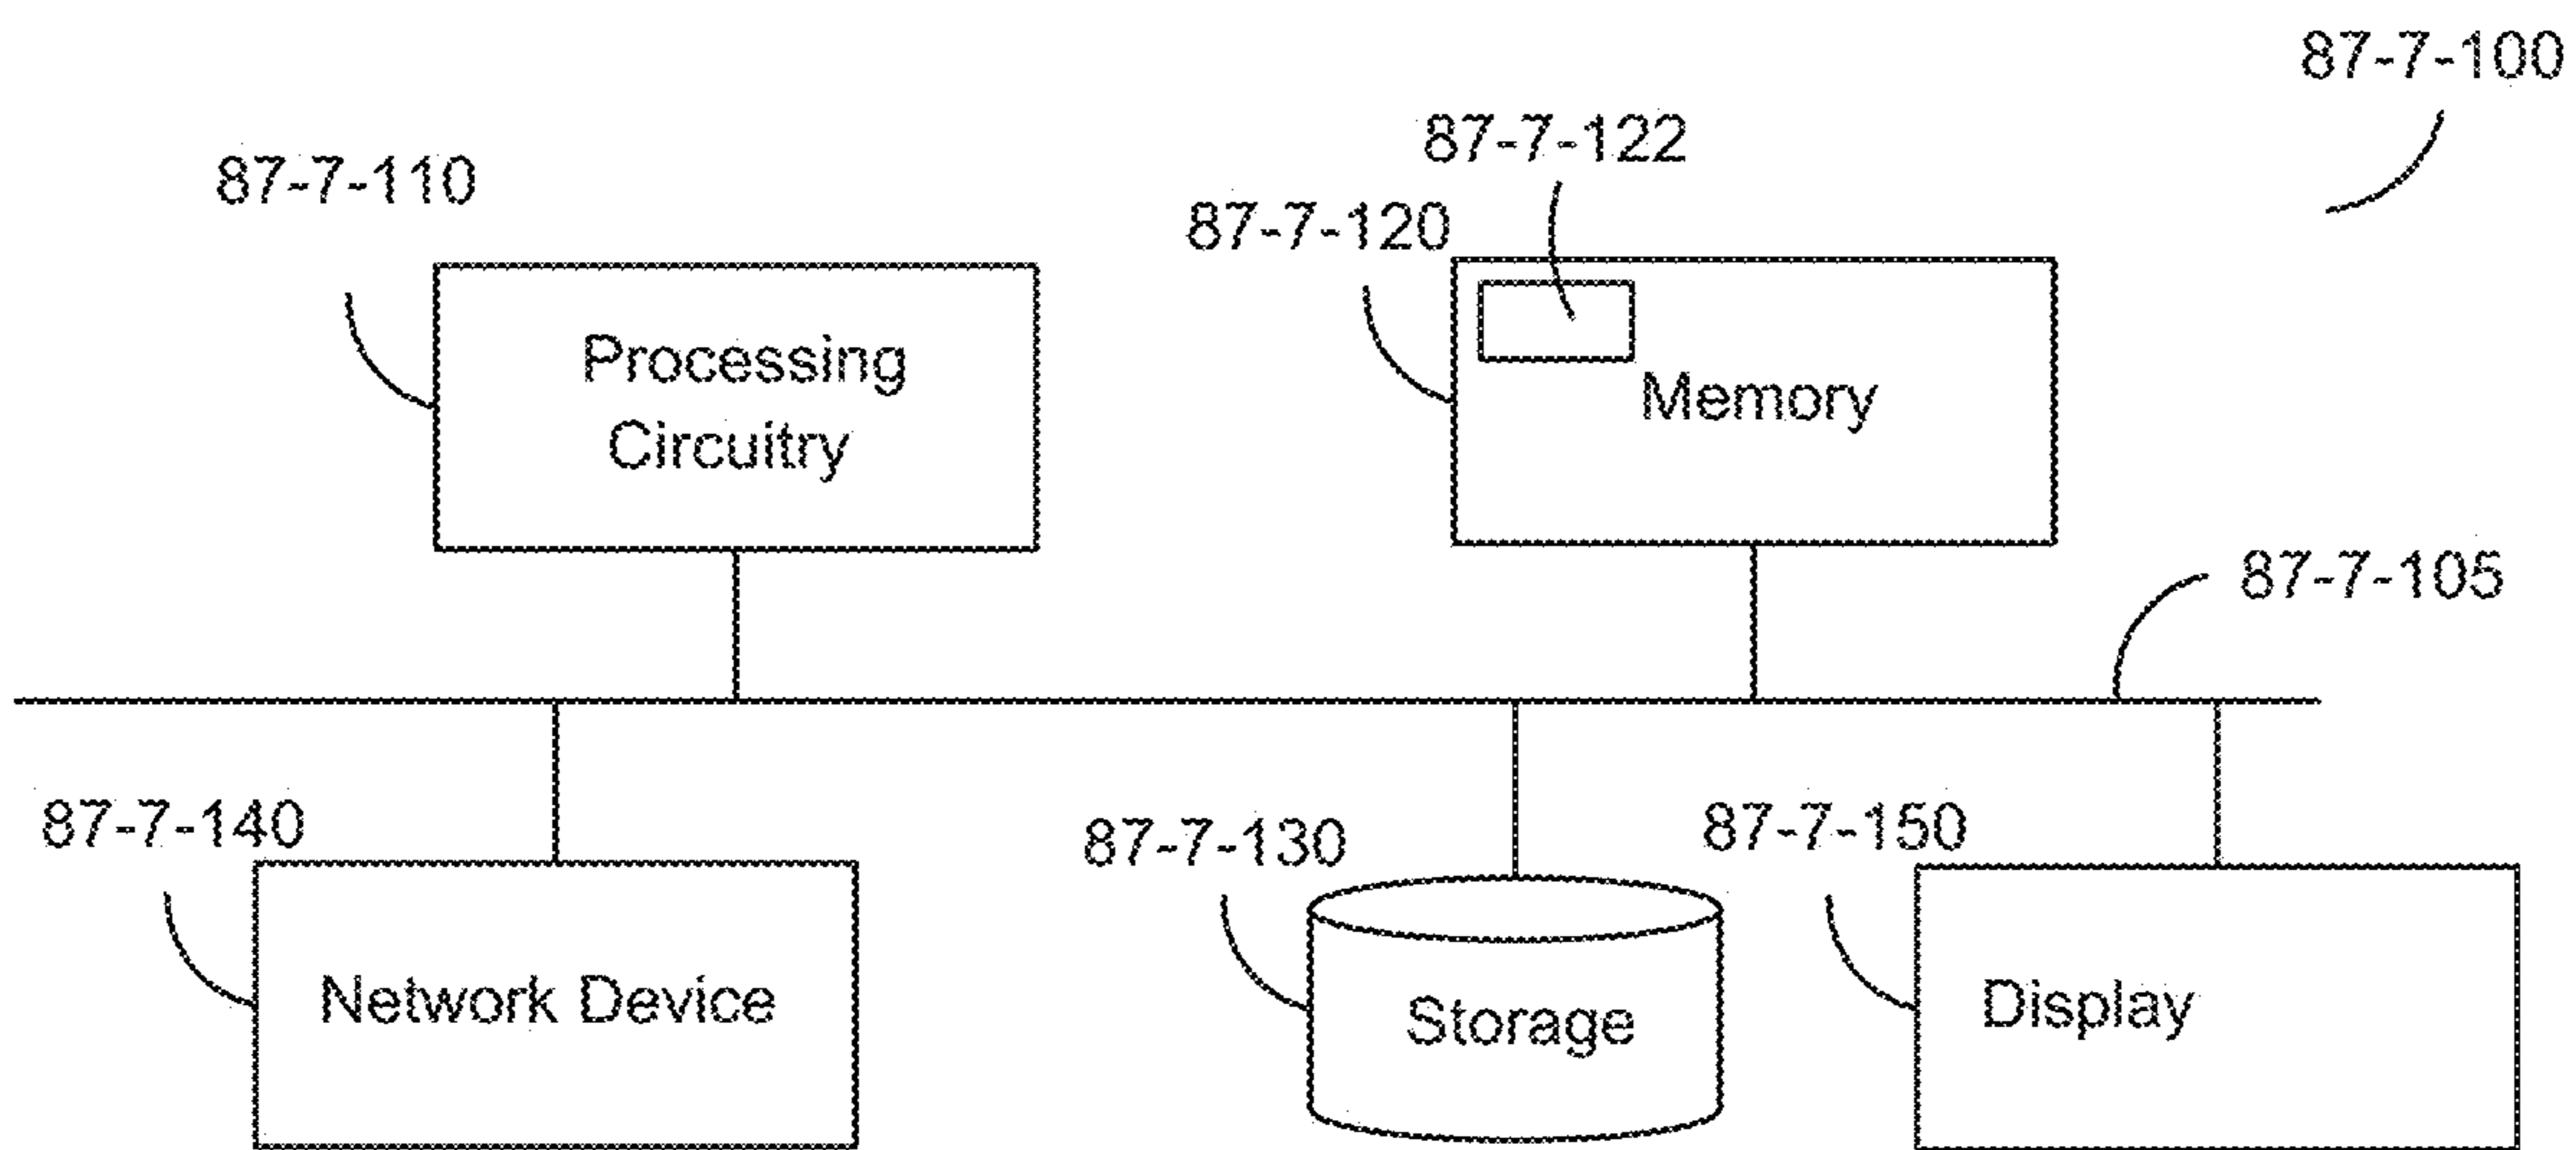 87-7-100
87-7-122
87-7-110
87-7-120
Processing
Circuitry
Memory
87-7-105
87-7-140
87-7-130
87-7-150
Network Device
Storage
Display